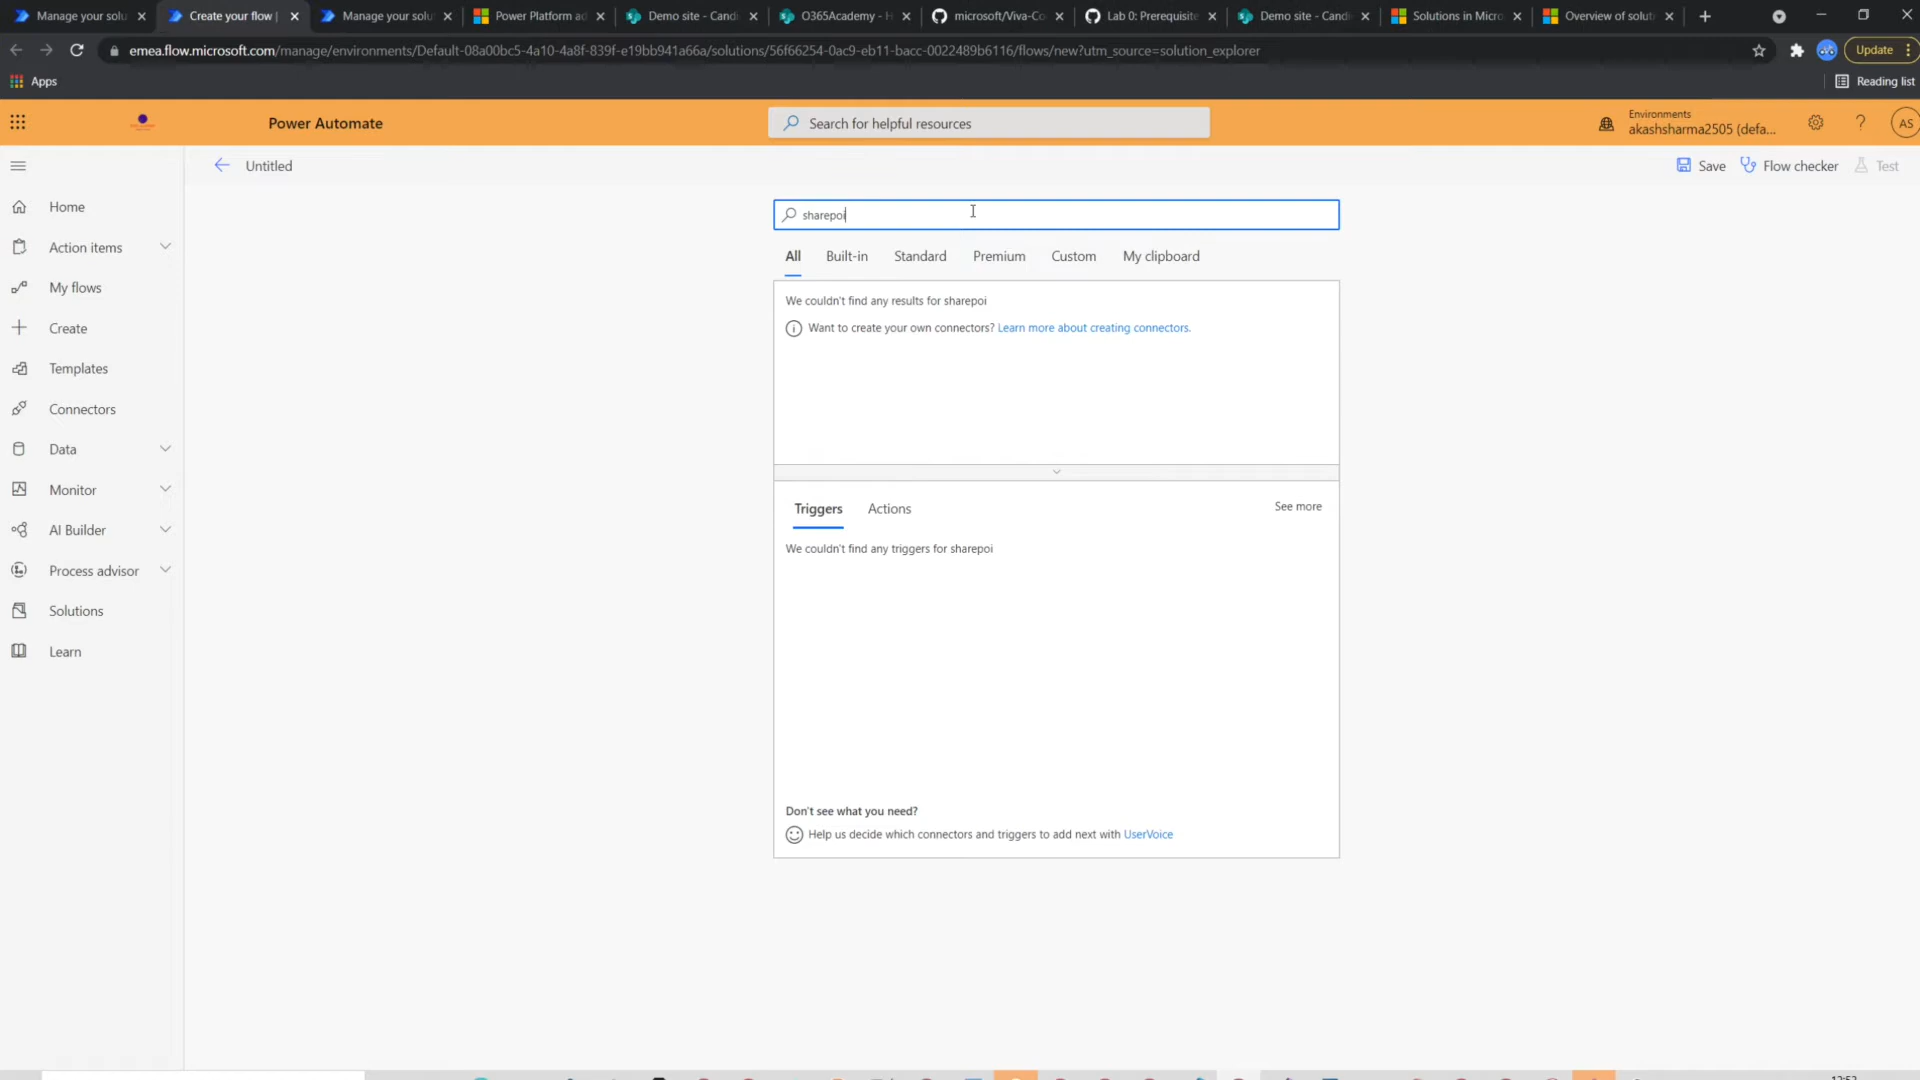 Manage your solu
Create your flow |
Manage your solu
Power Platform ad
Demo site - Candi
O365Academy - H
microsoft/Viva-Co
Lab 0: Prerequisite
Demo site - Candi
Solutions in Micro
Overview of soluti
emea.flow.microsoft.com/manage/environments/Default-08a00bc5-4a10-4a8f-839f-e19bb941a66a/solutions/56f66254-0ac9-eb11-bacc-0022489b6116/flows/new?utm_source=solution_explorer
Update
Apps
Reading list
Power Automate
Search for helpful resources
Environments
akashsharma2505 (defa...
AS
Untitled
Save
Flow checker
Test
Home
Action items
My flows
Create
Templates
Connectors
Data
Monitor
AI Builder
Process advisor
Solutions
Learn
sharepoi
All
Built-in
Standard
Premium
Custom
My clipboard
We couldn't find any results for sharepoi
Want to create your own connectors? Learn more about creating connectors.
Triggers
Actions
See more
We couldn't find any triggers for sharepoi
Don't see what you need?
Help us decide which connectors and triggers to add next with UserVoice